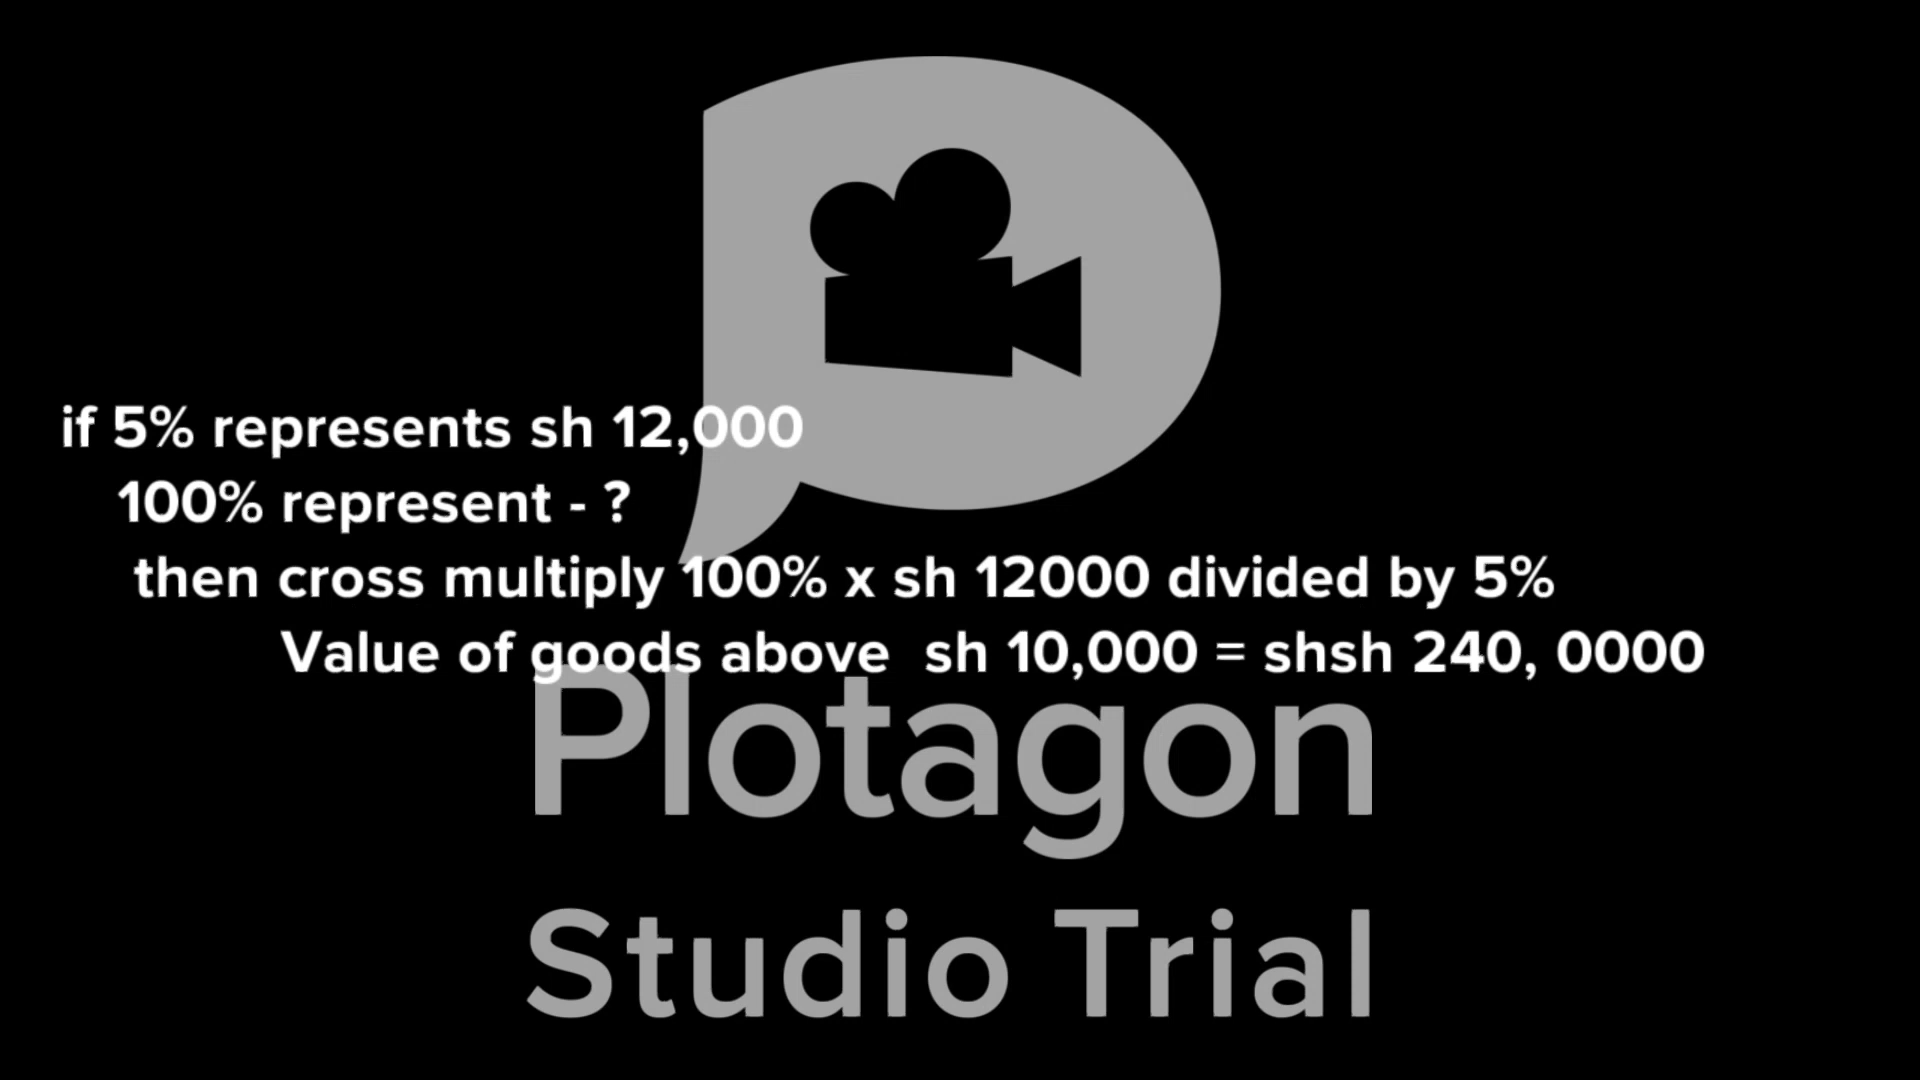 if 5% represents sh 12,000
100% represent - ?
then cross multiply 100% x sh 12000 divided by 5%
Value of goods above  sh 10,000 = shsh 240, 0000
Plotagon
Studio Trial